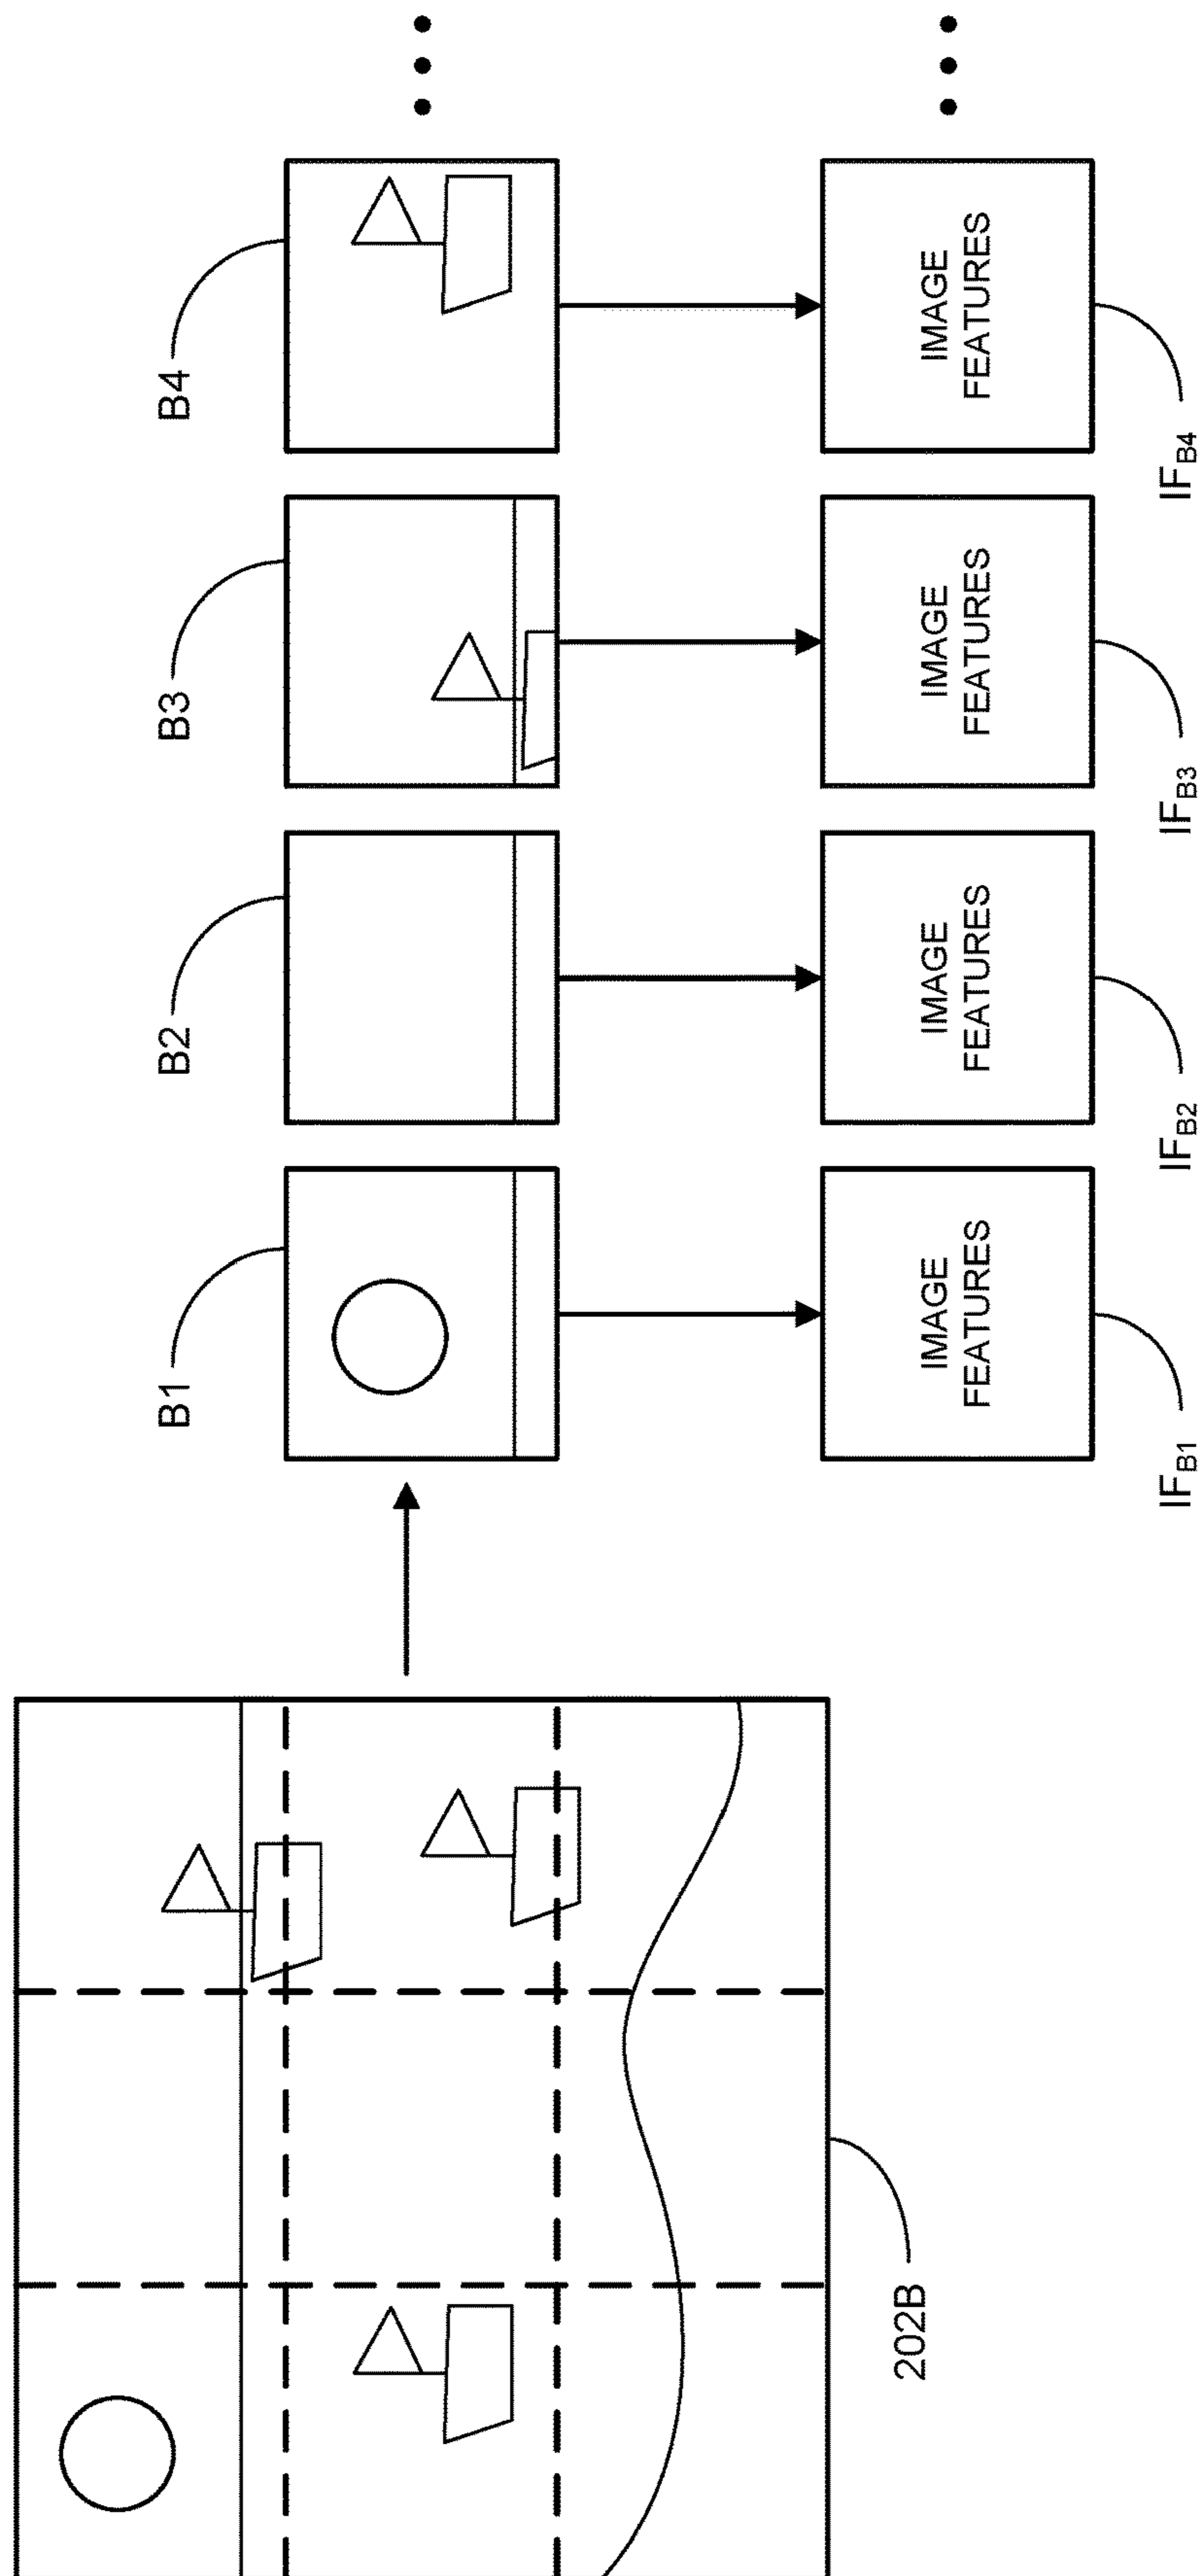 B1
B2
B3
B4
IMAGE
FEATURES
IMAGE
FEATURES
IMAGE
FEATURES
IMAGE
FEATURES
IFB1
IFB2
IFB3
IFB4
202B